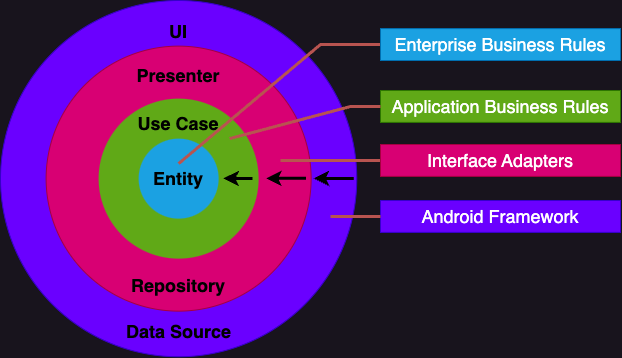 UI
Presenter
Use Case
Entity
Repository
Data Source
Enterprise Business Rules
Application Business Rules
Interface Adapters
Android Framework